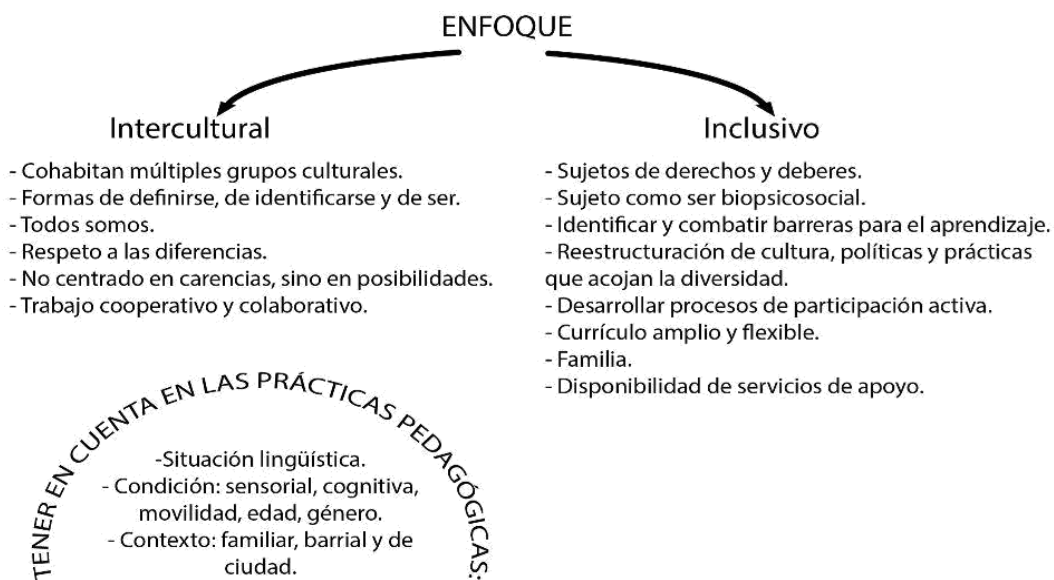 ENFOQUE
Intercultural
- Cohabitan múltiples grupos culturales.
- Formas de definirse, de identificarse y de ser.
- Todos somos.
- Respeto a las diferencias.
- No centrado en carencias, sino en posibilidades.
- Trabajo cooperativo y colaborativo.
Inclusivo
- Sujetos de derechos y deberes.
- Sujeto como ser biopsicosocial.
- Identificar y combatir barreras para el aprendizaje.
- Reestructuración de cultura, políticas y prácticas
que acojan la diversidad.
- Desarrollar procesos de participación activa.
- Currículo amplio y flexible.
- Familia.
- Disponibilidad de servicios de apoyo.
TENER EN CUENTA EN LAS PRÁCTICAS PEDAGÓGICAS:
-Situación lingüística.
- Condición: sensorial, cognitiva,
movilidad, edad, género.
- Contexto: familiar, barrial y de
ciudad.